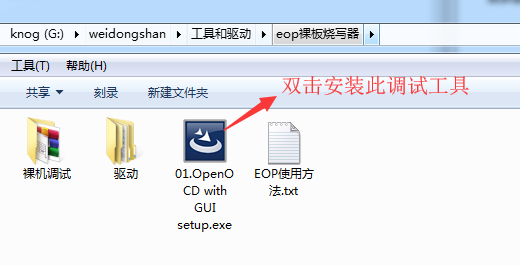 knog (G:) ▸ weidongshan ▸ 工具和驱动 ▸ eop裸板烧写器 ▸
工具(T) 帮助(H)
共享 刻录 新建文件夹
双击安装此调试工具
裸机调试
驱动
01.OpenO
CD with
GUI
setup.exe
EOP使用方
法.txt